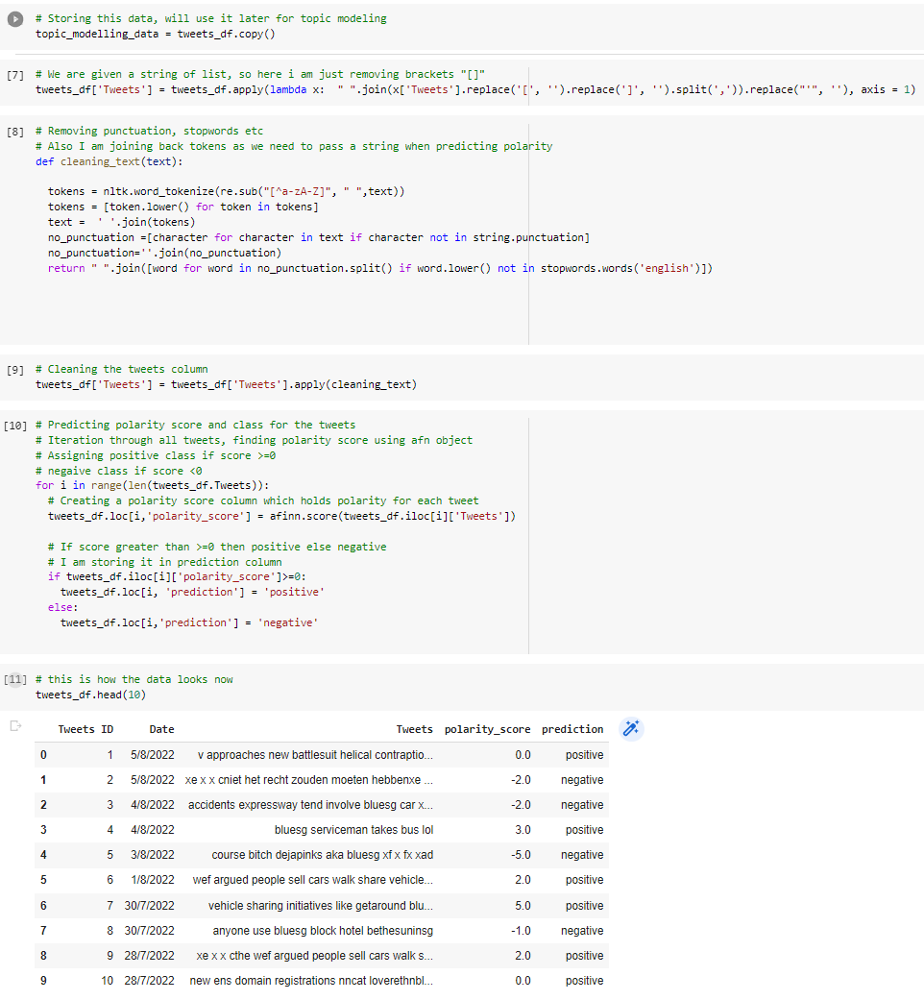 # Storing this data, will use it later for topic modeling
topic_modelling_data = tweets_df.copy()
[7] # We are given a string of list, so here i am just removing brackets "[]"
tweets_df['Tweets'] = tweets_df.apply(lambda x:  " ".join(x['Tweets'].replace('[', '').replace(']', '').split(',')).replace("'", ''), axis = 1)
[8] # Removing punctuation, stopwords etc
# Also I am joining back tokens as we need to pass a string when predicting polarity
def cleaning_text(text):
tokens = nltk.word_tokenize(re.sub("[^a-zA-Z]", " ",text))
tokens = [token.lower() for token in tokens]
text =  ' '.join(tokens)
no_punctuation =[character for character in text if character not in string.punctuation]
no_punctuation=''.join(no_punctuation)
return " ".join([word for word in no_punctuation.split() if word.lower() not in stopwords.words('english')])
[9] # Cleaning the tweets column
tweets_df['Tweets'] = tweets_df['Tweets'].apply(cleaning_text)
[10] # Predicting polarity score and class for the tweets
# Iteration through all tweets, finding polarity score using afn object
# Assigning positive class if score >=0
# negaive class if score <0
for i in range(len(tweets_df.Tweets)):
# Creating a polarity score column which holds polarity for each tweet
tweets_df.loc[i,'polarity_score'] = afinn.score(tweets_df.iloc[i]['Tweets'])
# If score greater than >=0 then positive else negative
# I am storing it in prediction column
if tweets_df.iloc[i]['polarity_score']>=0:
tweets_df.loc[i, 'prediction'] = 'positive'
else:
tweets_df.loc[i,'prediction'] = 'negative'
[11] # this is how the data looks now
tweets_df.head(10)
Tweets ID Date Tweets polarity_score prediction
0 1 5/8/2022 v approaches new battlesuit helical contraptio... 0.0 positive
1 2 5/8/2022 xe x x cniet het recht zouden moeten hebbenxe ... -2.0 negative
2 3 4/8/2022 accidents expressway tend involve bluesg car x... -2.0 negative
3 4 4/8/2022 bluesg serviceman takes bus lol 3.0 positive
4 5 3/8/2022 course bitch dejapinks aka bluesg xf x fx xad -5.0 negative
5 6 1/8/2022 wef argued people sell cars walk share vehicle... 2.0 positive
6 7 30/7/2022 vehicle sharing initiatives like getaround blu... 5.0 positive
7 8 30/7/2022 anyone use bluesg block hotel bethesuninsg -1.0 negative
8 9 28/7/2022 xe x x cthe wef argued people sell cars walk s... 2.0 positive
9 10 28/7/2022 new ens domain registrations nncat loverethnbl... 0.0 positive